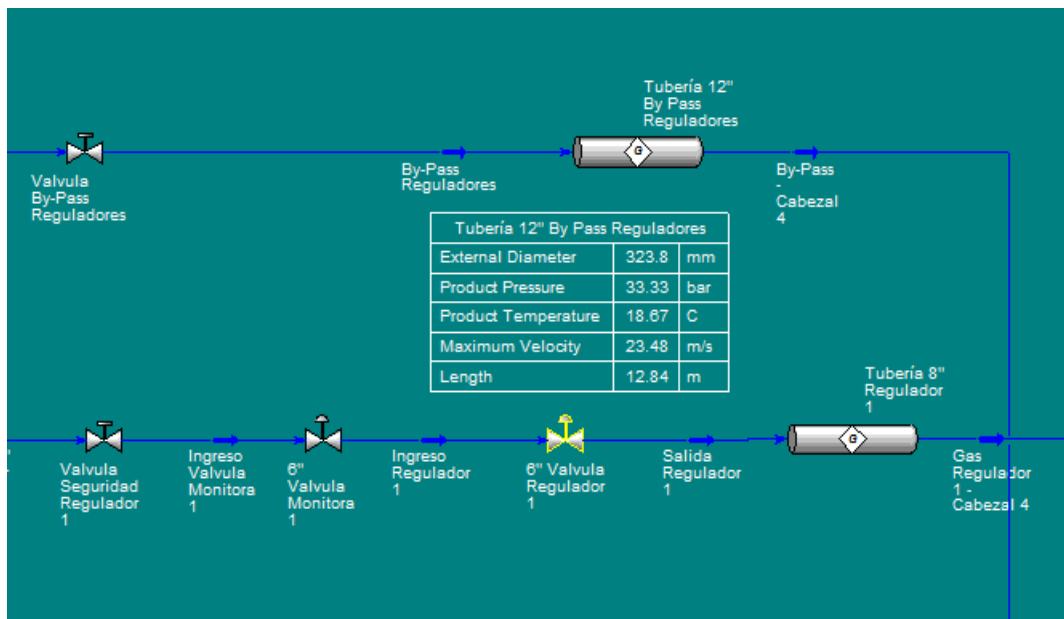 Tubería 12"
By Pass
Reguladores
G
Valvula
By-Pass
Reguladores
By-Pass
Reguladores
By-Pass
-
Cabezal
4
Tubería 12" By Pass Reguladores
External Diameter 323.8 mm
Product Pressure 33.33 bar
Product Temperature 18.67 C
Maximum Velocity 23.48 m/s
Length 12.84 m
Tubería 8"
Regulador
1
G
Valvula
Seguridad
Regulador
1
Ingreso
Valvula
Monitora
1
6"
Valvula
Monitora
1
Ingreso
Regulador
1
6" Valvula
Regulador
1
Salida
Regulador
1
Gas
Regulador
1 -
Cabezal 4